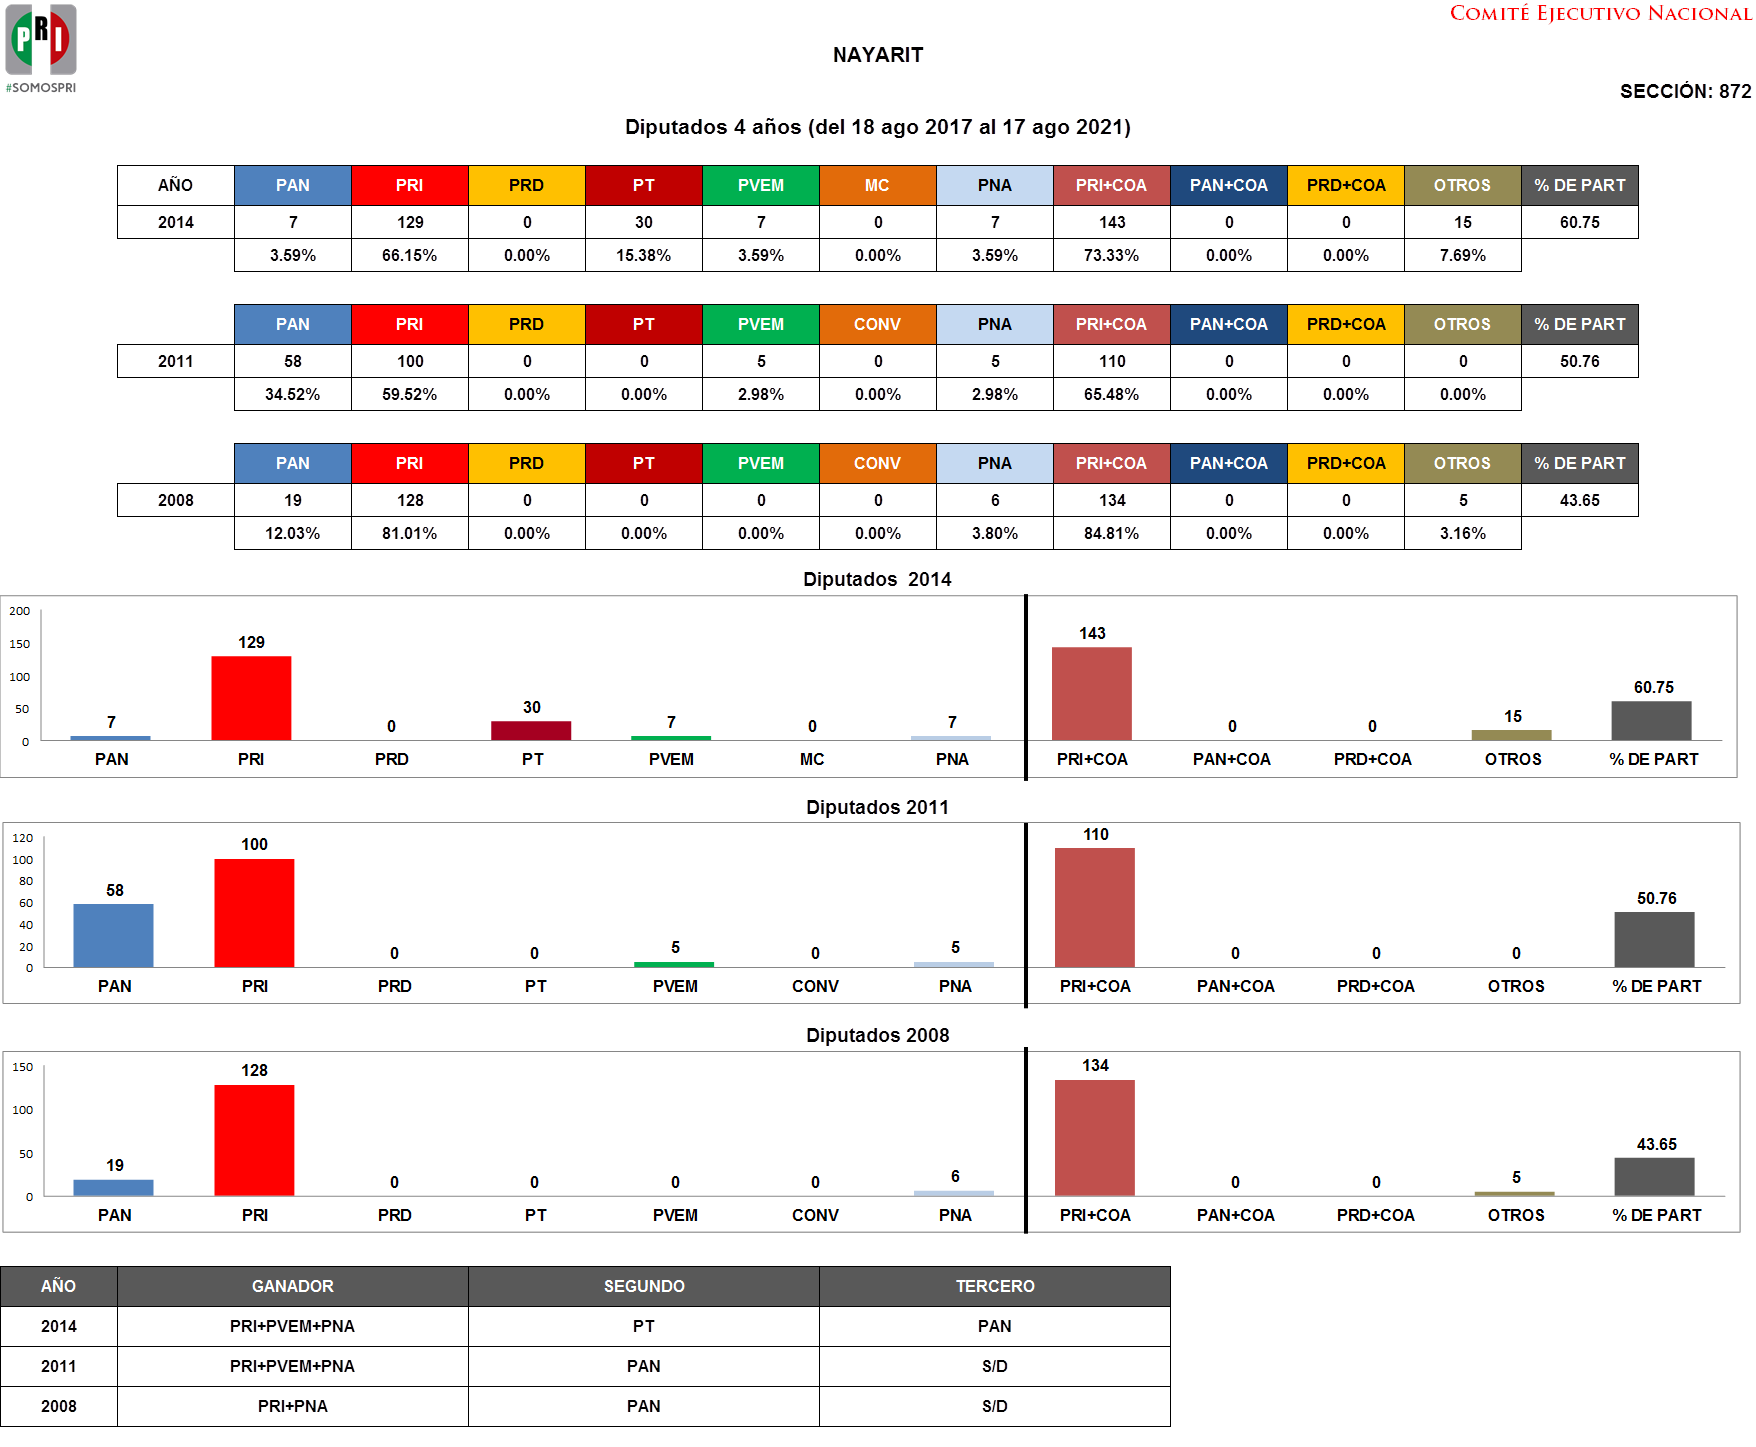 PRI
#SOMOSPRI
COMITÉ EJECUTIVO NACIONAL
NAYARIT
SECCIÓN: 872
Diputados 4 años (del 18 ago 2017 al 17 ago 2021)
AÑO PAN PRI PRD PT PVEM MC PNA PRI+COA PAN+COA PRD+COA OTROS % DE PART
2014 7 129 0 30 7 0 7 143 0 0 15 60.75
3.59% 66.15% 0.00% 15.38% 3.59% 0.00% 3.59% 73.33% 0.00% 0.00% 7.69%
PAN PRI PRD PT PVEM CONV PNA PRI+COA PAN+COA PRD+COA OTROS % DE PART
2011 58 100 0 0 5 0 5 110 0 0 0 50.76
34.52% 59.52% 0.00% 0.00% 2.98% 0.00% 2.98% 65.48% 0.00% 0.00% 0.00%
PAN PRI PRD PT PVEM CONV PNA PRI+COA PAN+COA PRD+COA OTROS % DE PART
2008 19 128 0 0 0 0 6 134 0 0 5 43.65
12.03% 81.01% 0.00% 0.00% 0.00% 0.00% 3.80% 84.81% 0.00% 0.00% 3.16%
Diputados 2014
200
150
100
50
0
7 129 0 30 7 0 7 143 0 0 15 60.75
PAN PRI PRD PT PVEM MC PNA PRI+COA PAN+COA PRD+COA OTROS % DE PART
Diputados 2011
120
100
80
60
40
20
0
58 100 0 0 5 0 5 110 0 0 0 50.76
PAN PRI PRD PT PVEM CONV PNA PRI+COA PAN+COA PRD+COA OTROS % DE PART
Diputados 2008
150
100
50
0
19 128 0 0 0 0 6 134 0 0 5 43.65
PAN PRI PRD PT PVEM CONV PNA PRI+COA PAN+COA PRD+COA OTROS % DE PART
AÑO GANADOR SEGUNDO TERCERO
2014 PRI+PVEM+PNA PT PAN
2011 PRI+PVEM+PNA PAN S/D
2008 PRI+PNA PAN S/D